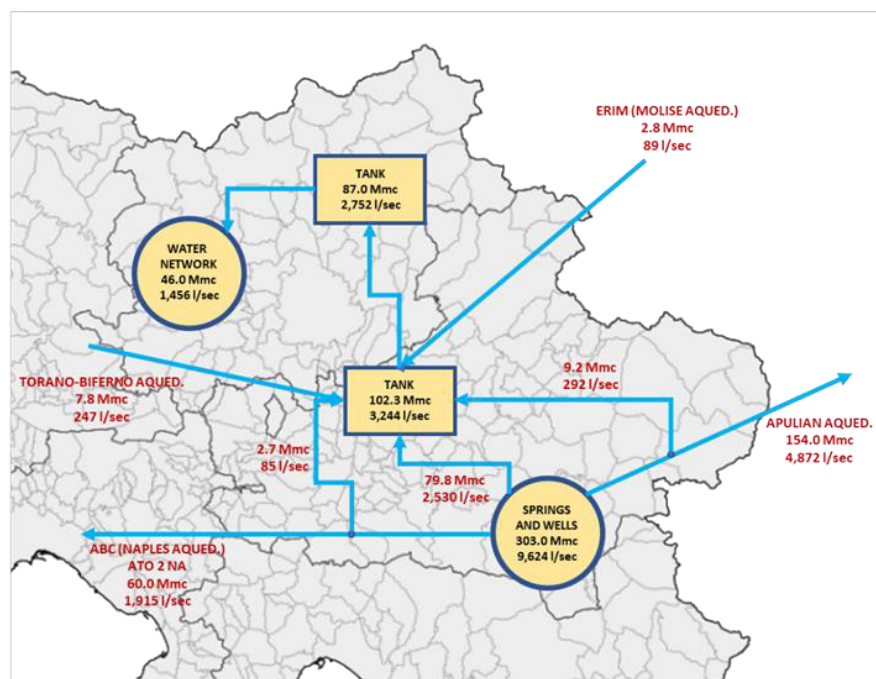 ERIM (MOLISE AQUED.)
2.8 Mmc
89 l/sec
TANK
87.0 Mmc
2,752 l/sec
WATER
NETWORK
46.0 Mmc
1,456 l/sec
TORANO-BIFERNO AQUED.
7.8 Mmc
247 l/sec
TANK
102.3 Mmc
3,244 l/sec
9.2 Mmc
292 l/sec
APULIAN AQUED.
154.0 Mmc
4,872 l/sec
2.7 Mmc
85 l/sec
79.8 Mmc
2,530 l/sec
SPRINGS
AND WELLS
303.0 Mmc
9,624 l/sec
ABC (NAPLES AQUED.)
ATO 2 NA
60.0 Mmc
1,915 l/sec